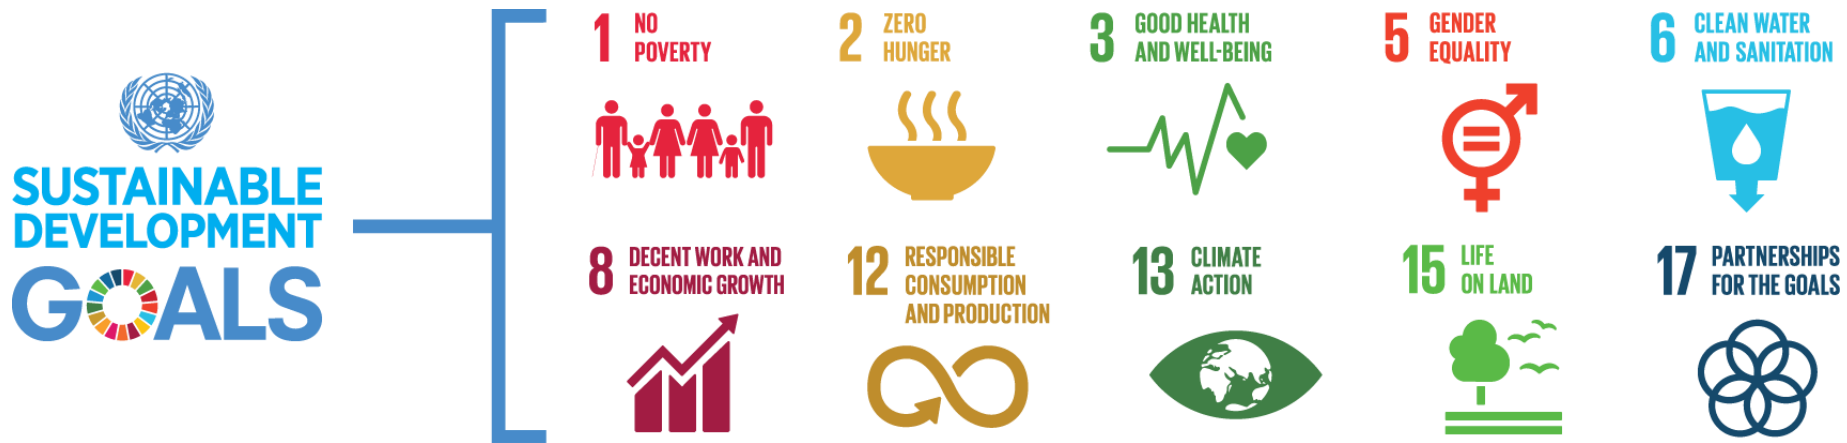 SUSTAINABLE
DEVELOPMENT
GOALS
1 NO
POVERTY
2 ZERO
HUNGER
3 GOOD HEALTH
AND WELL-BEING
5 GENDER
EQUALITY
6 CLEAN WATER
AND SANITATION
8 DECENT WORK AND
ECONOMIC GROWTH
12 RESPONSIBLE
CONSUMPTION
AND PRODUCTION
13 CLIMATE
ACTION
15 LIFE
ON LAND
17 PARTNERSHIPS
FOR THE GOALS